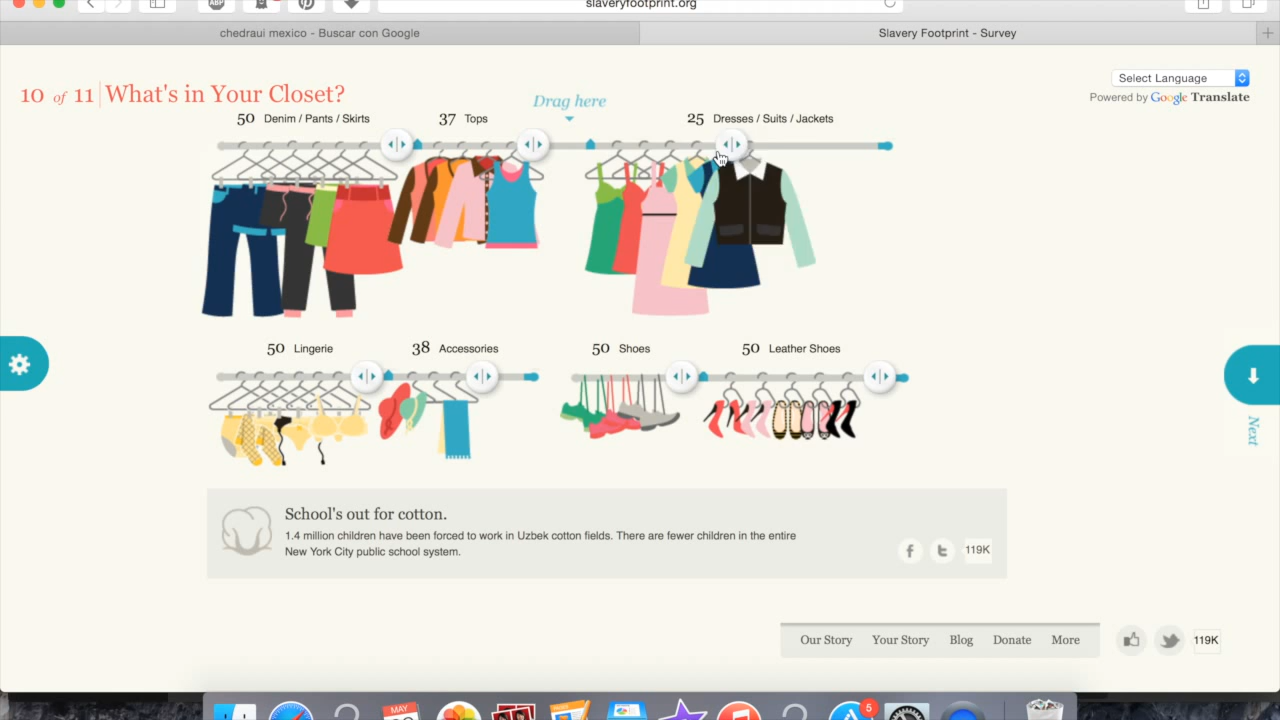 ABP
slaveryfootprint.org
chedraui mexico - Buscar con Google
Slavery Footprint - Survey
10 of 11 What's in Your Closet?
Select Language
Powered by Google Translate
Drag here
50 Denim / Pants / Skirts
37 Tops
25 Dresses / Suits / Jackets
50 Lingerie
38 Accessories
50 Shoes
50 Leather Shoes
Next
School's out for cotton.
1.4 million children have been forced to work in Uzbek cotton fields. There are fewer children in the entire
New York City public school system.
119K
Our Story Your Story Blog Donate More
119K
MAY
5